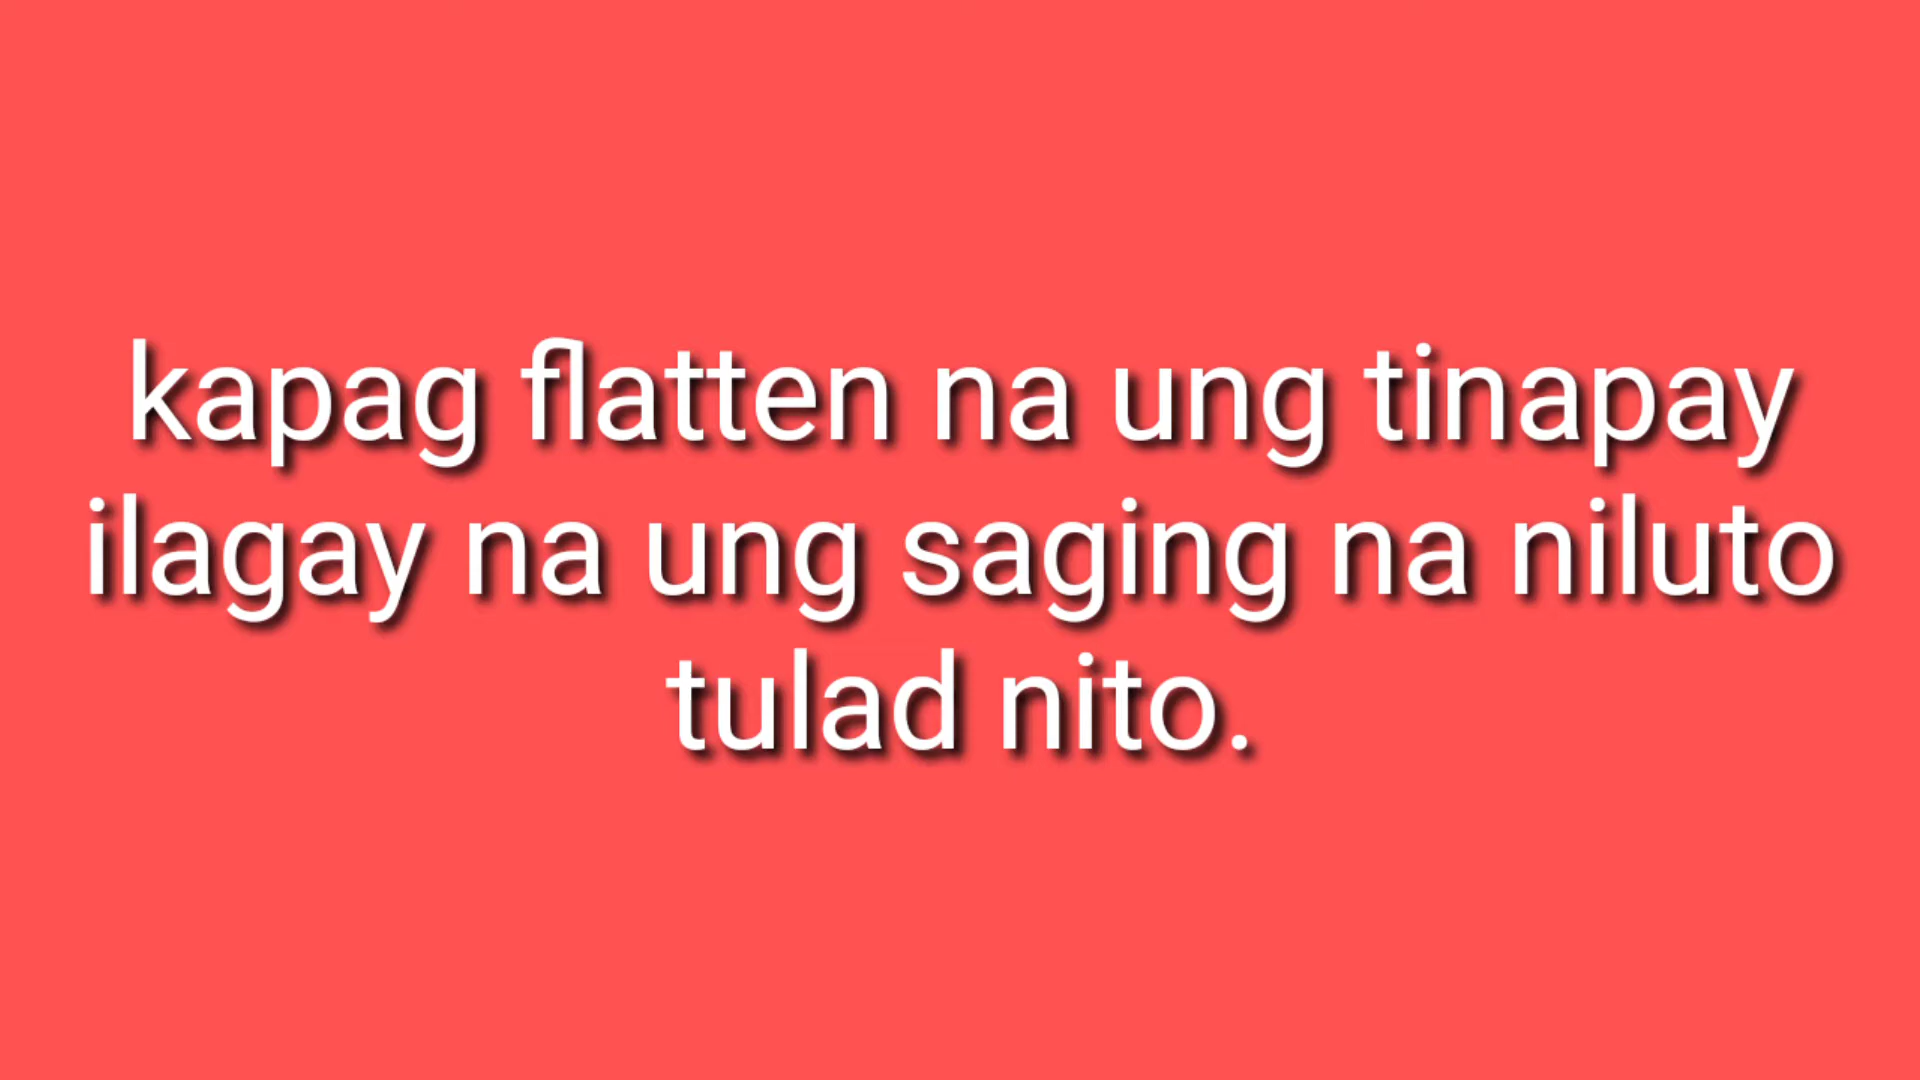 kapag flatten na ung tinapay
ilagay na ung saging na niluto
tulad nito.